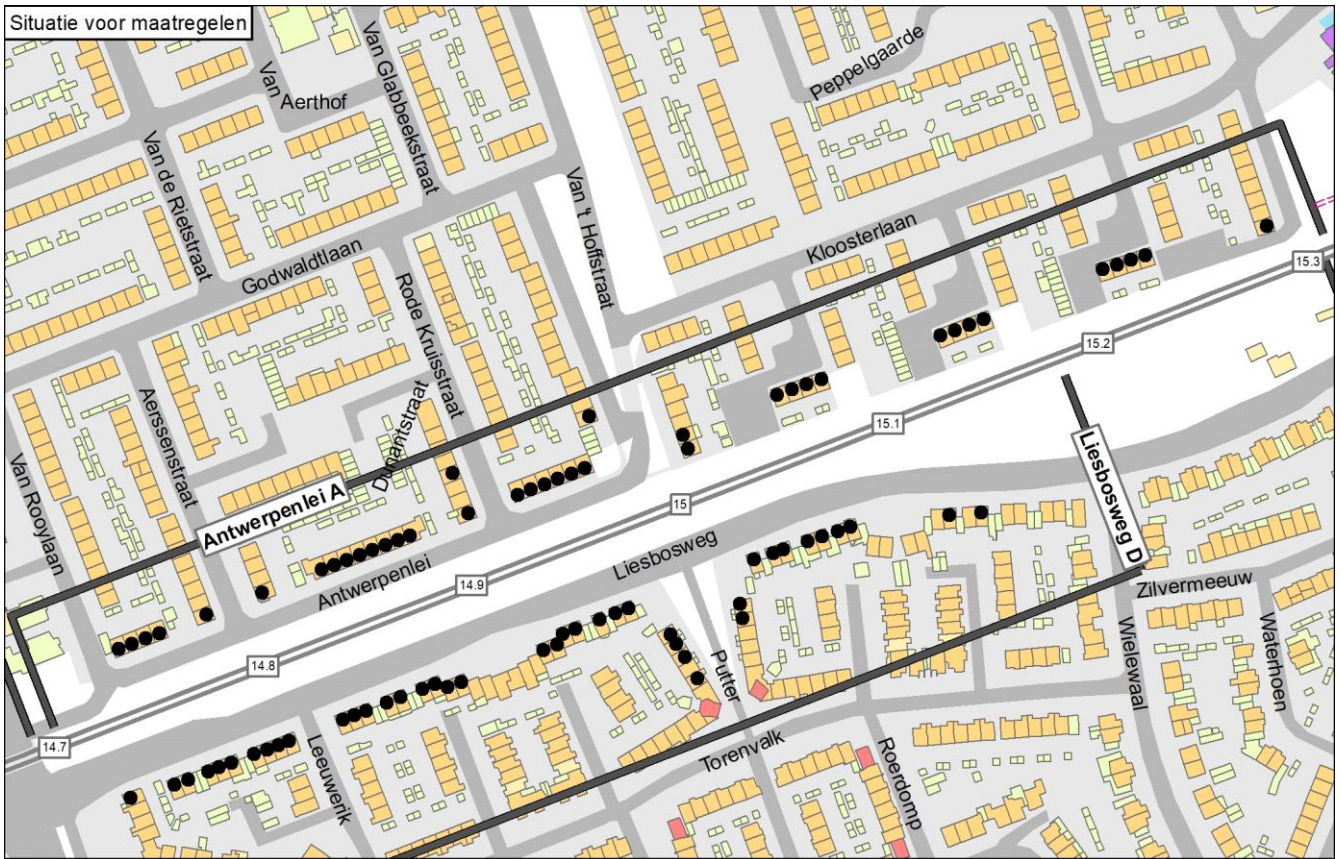 Situatie voor maatregelen
Van Glabbeekstraat
Van
Aerthof
Peppelgaarde
Van de Rietstraat
Van 't Hoffstraat
Kloosterlaan
Godwaldtlaan
Rode Kruisstraat
15.3
15.2
Aerssenstraat
Dunantstraat
15.1
Van Rooylaan
Antwerpenlei A
15
Liesbosweg D
Antwerpenlei
Liesbosweg
14.9
Zilvermeeuw
14.8
Putter
Wielewaal
Waterhoen
14.7
Leeuwerik
Torenvalk
Roerdomp